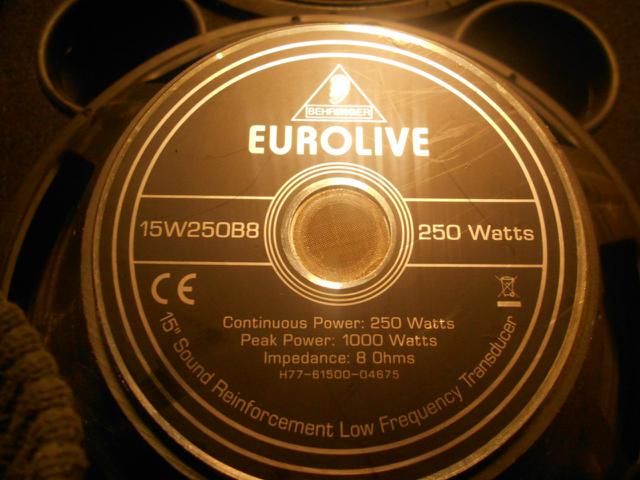 BEHRINGER
EUROLIVE
15W250B8
250 Watts
CE
Continuous Power: 250 Watts
Peak Power: 1000 Watts
Impedance: 8 Ohms
H77-61500-04675
15" Sound Reinforcement Low Frequency Transducer